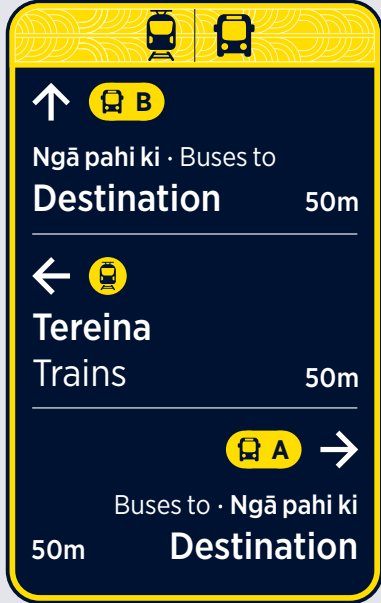 B
Ngā pahi ki · Buses to
Destination 50m
Tereina
Trains 50m
A
Buses to · Ngā pahi ki
50m Destination